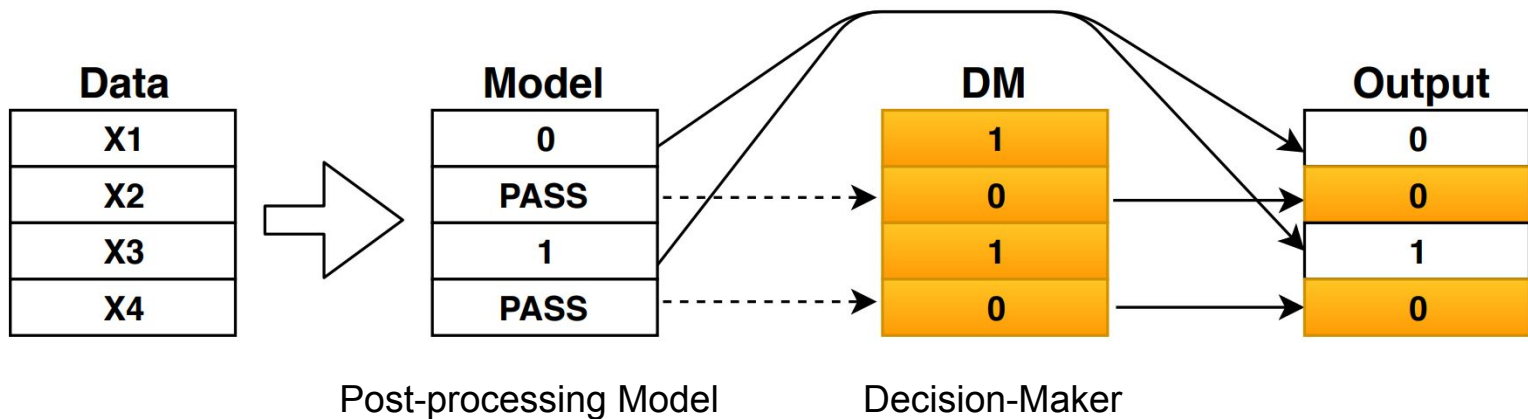 Data Model DM Output
X1 0 1 0
X2 PASS 0 0
X3 1 1 1
X4 PASS 0 0
Post-processing Model Decision-Maker